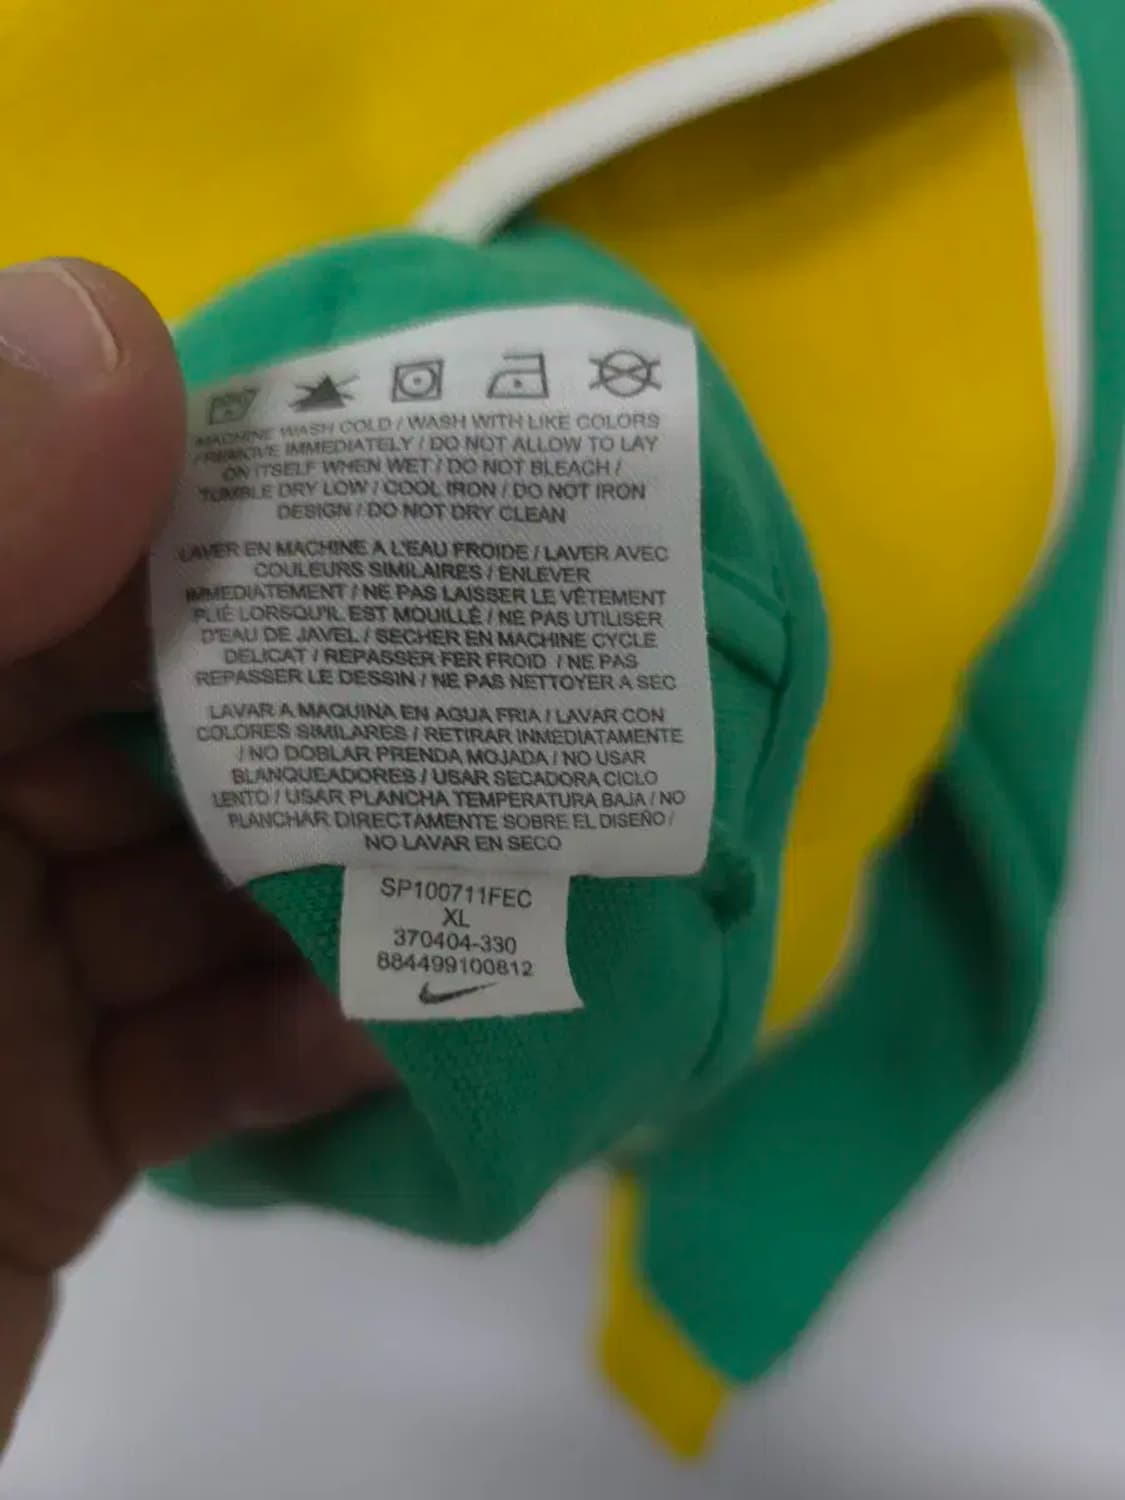 MACHINE WASH COLD / WASH WITH LIKE COLORS
/ REMOVE IMMEDIATELY / DO NOT ALLOW TO LAY
ON ITSELF WHEN WET / DO NOT BLEACH /
TUMBLE DRY LOW / COOL IRON / DO NOT IRON
DESIGN / DO NOT DRY CLEAN
LAVER EN MACHINE A L'EAU FROIDE / LAVER AVEC
COULEURS SIMILAIRES / ENLEVER
IMMEDIATEMENT / NE PAS LAISSER LE VÊTEMENT
PLIÉ LORSQU'IL EST MOUILLÉ / NE PAS UTILISER
D'EAU DE JAVEL / SECHER EN MACHINE CYCLE
DELICAT / REPASSER FER FROID / NE PAS
REPASSER LE DESSIN / NE PAS NETTOYER A SEC
LAVAR A MAQUINA EN AGUA FRIA / LAVAR CON
COLORES SIMILARES / RETIRAR INMEDIATAMENTE
/ NO DOBLAR PRENDA MOJADA / NO USAR
BLANQUEADORES / USAR SECADORA CICLO
LENTO / USAR PLANCHA TEMPERATURA BAJA / NO
PLANCHAR DIRECTAMENTE SOBRE EL DISEÑO /
NO LAVAR EN SECO
SP100711FEC
XL
370404-330
884499100812